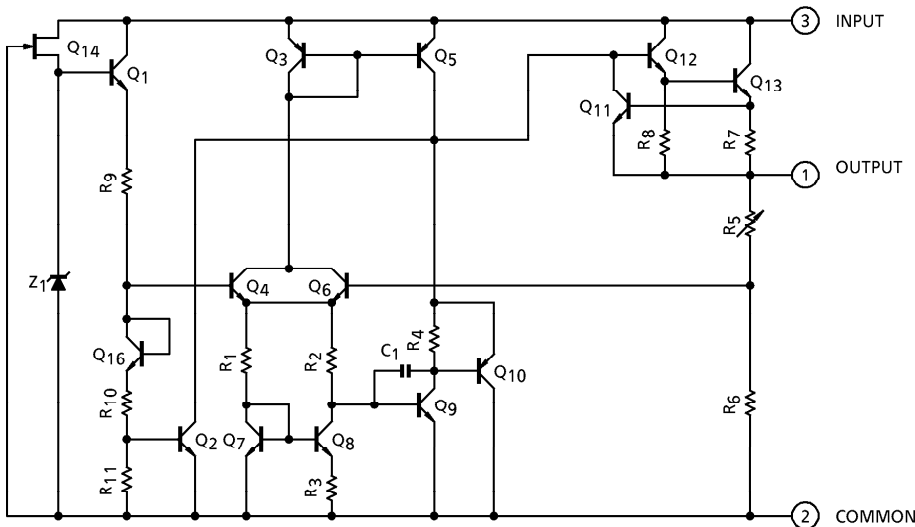 3 INPUT
Q14
Q1
Q3
Q5
Q12
Q13
Q11
R8
R7
1 OUTPUT
R9
R5
Z1
Q4
Q6
Q16
R1
R2
C1
R4
Q10
R10
R6
Q9
Q2
Q7
Q8
R11
R3
2 COMMON